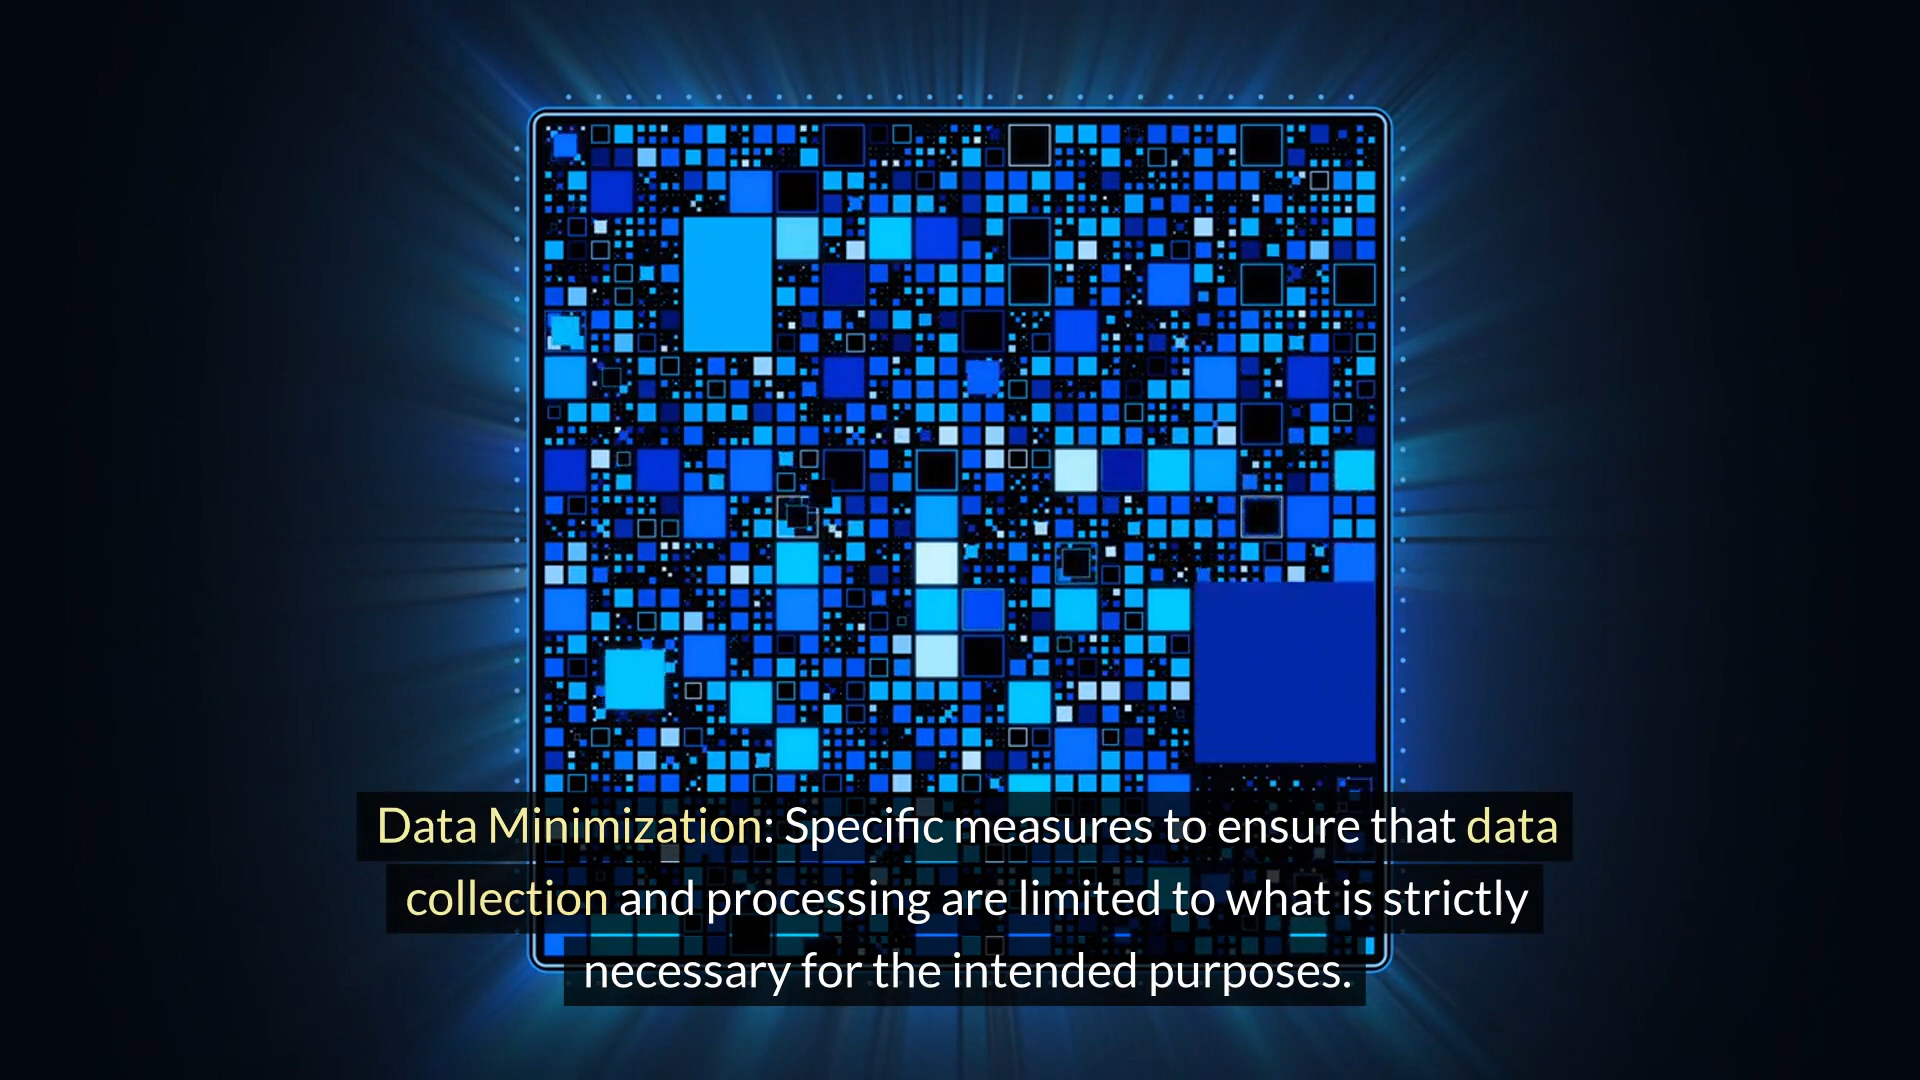 Data Minimization: Specific measures to ensure that data
collection and processing are limited to what is strictly
necessary for the intended purposes.